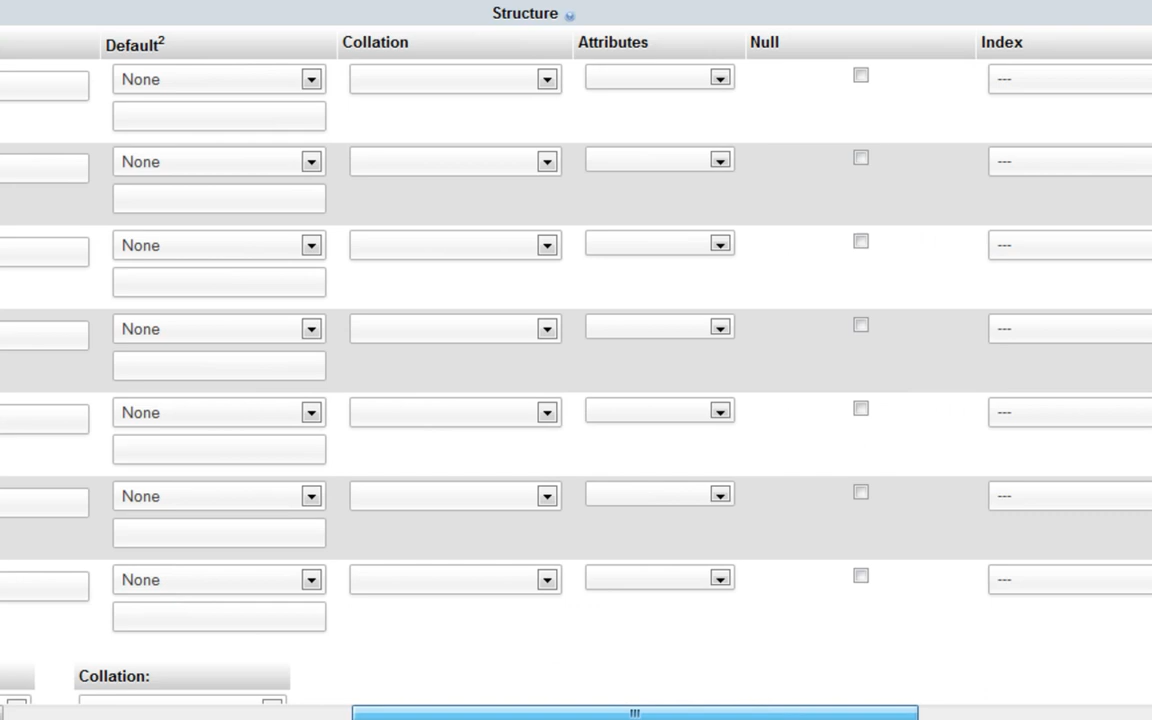 Structure
Default2 Collation Attributes Null Index
None ---
None ---
None ---
None ---
None ---
None ---
None ---
Collation: